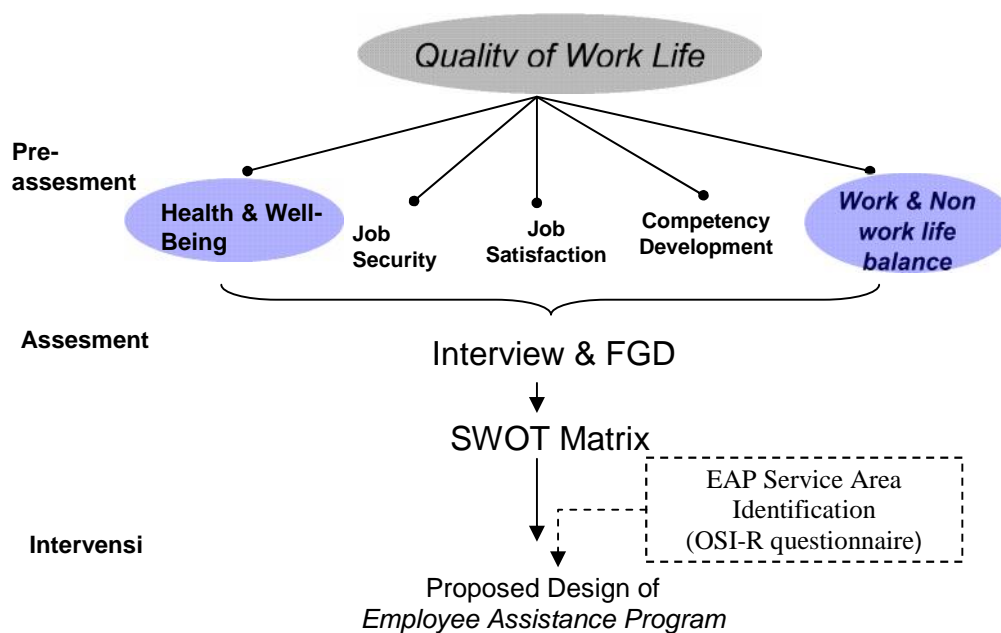 Quality of Work Life
Pre-
assesment
Health & Well-
Being
Job
Security
Job
Satisfaction
Competency
Development
Work & Non
work life
balance
Assesment
Interview & FGD
SWOT Matrix
EAP Service Area
Identification
(OSI-R questionnaire)
Intervensi
Proposed Design of
Employee Assistance Program